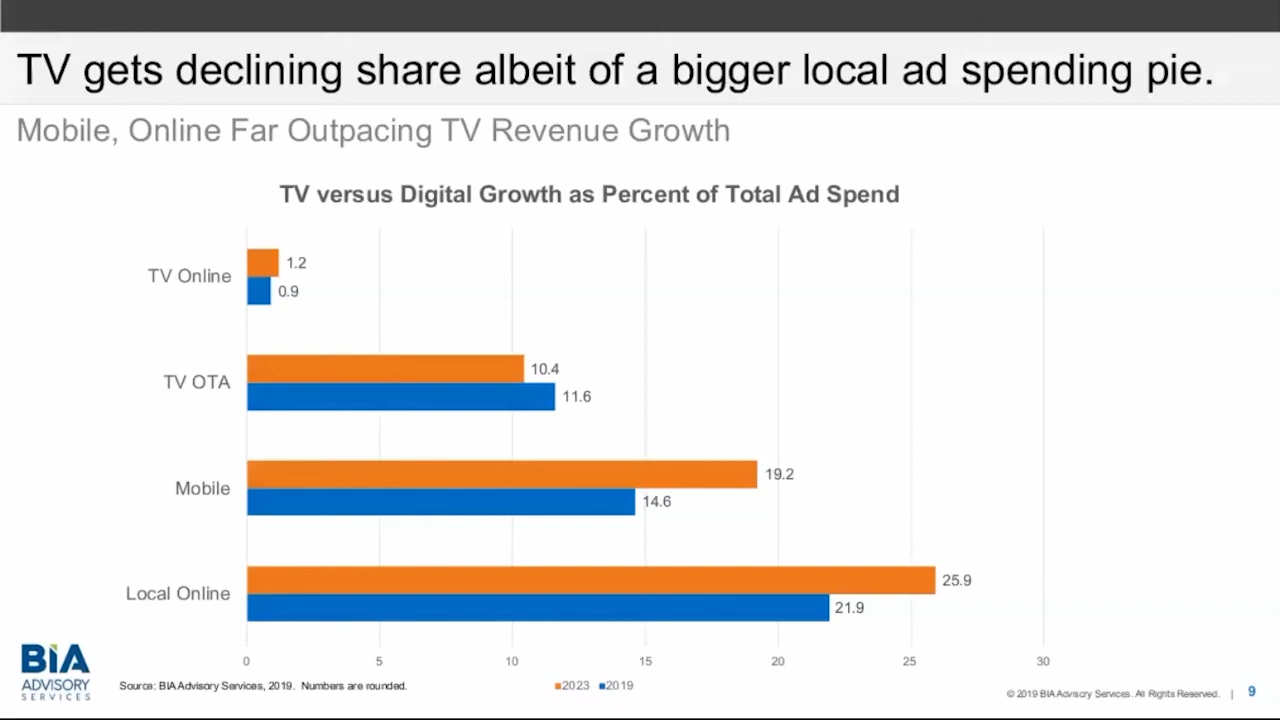 TV gets declining share albeit of a bigger local ad spending pie.
Mobile, Online Far Outpacing TV Revenue Growth
TV versus Digital Growth as Percent of Total Ad Spend
TV Online
1.2
0.9
TV OTA
10.4
11.6
Mobile
19.2
14.6
Local Online
25.9
21.9
0 5 10 15 20 25 30
BIA
ADVISORY
SERVICES
Source: BIA Advisory Services, 2019. Numbers are rounded.
2023 2019
© 2019 BIA Advisory Services. All Rights Reserved. | 9